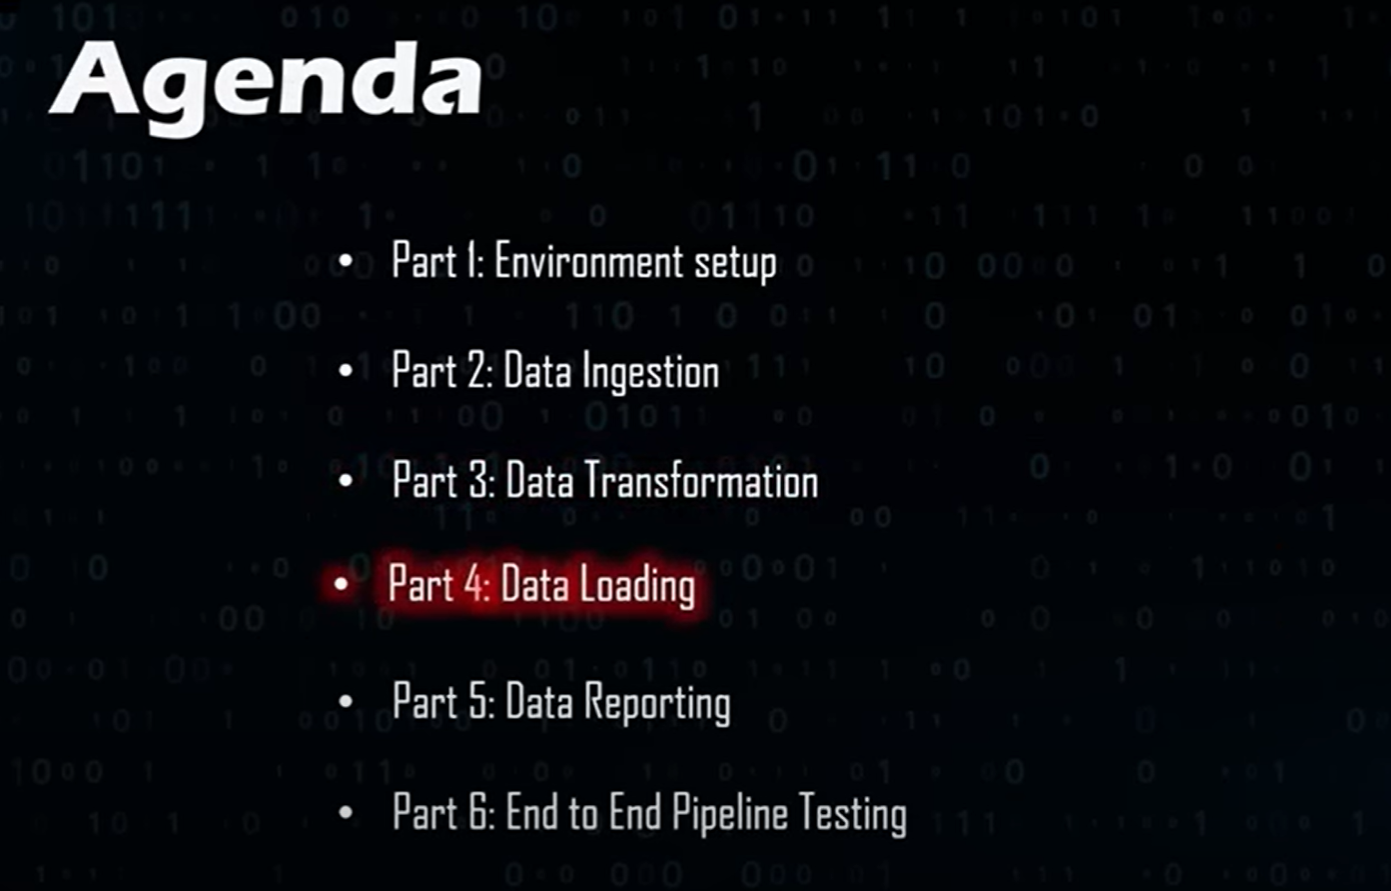 Agenda
• Part 1: Environment setup
• Part 2: Data Ingestion
• Part 3: Data Transformation
• Part 4: Data Loading
• Part 5: Data Reporting
• Part 6: End to End Pipeline Testing